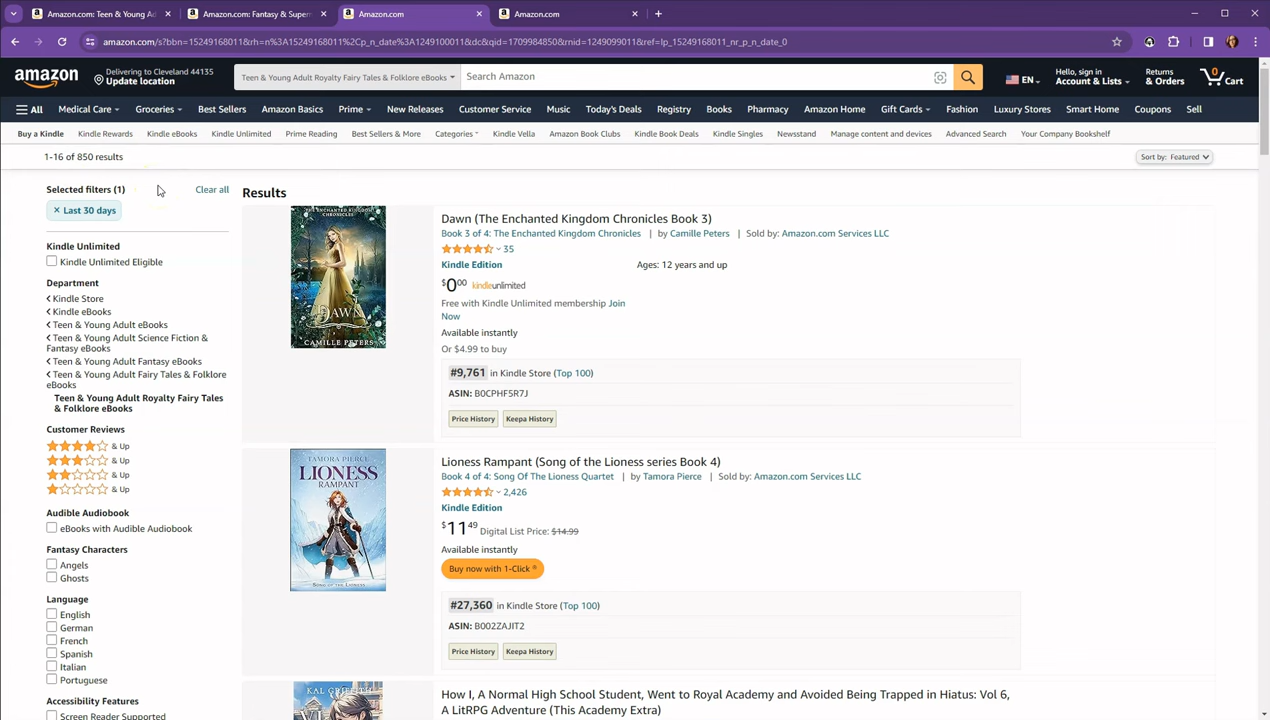 Amazon.com: Teen & Young Ad
Amazon.com: Fantasy & Super
Amazon.com
Amazon.com
amazon.com/s?bbn=15249168011&rh=n%3A15249168011%2Cp_n_date%3A1249100011&dc&qid=1709984850&rnid=1249099011&ref=lp_15249168011_nr_p_n_date_0
amazon
Delivering to Cleveland 44135
Update location
Teen & Young Adult Royalty Fairy Tales & Folklore eBooks
Search Amazon
EN
Hello, sign in
Account & Lists
Returns
& Orders
0
Cart
All
Medical Care
Groceries
Best Sellers
Amazon Basics
Prime
New Releases
Customer Service
Music
Today's Deals
Registry
Books
Pharmacy
Amazon Home
Gift Cards
Fashion
Luxury Stores
Smart Home
Coupons
Sell
Buy a Kindle
Kindle Rewards
Kindle eBooks
Kindle Unlimited
Prime Reading
Best Sellers & More
Categories
Kindle Vella
Amazon Book Clubs
Kindle Book Deals
Kindle Singles
Newsstand
Manage content and devices
Advanced Search
Your Company Bookshelf
1-16 of 850 results
Sort by: Featured
Selected filters (1)
Clear all
× Last 30 days
Kindle Unlimited
Kindle Unlimited Eligible
Department
Kindle Store
Kindle eBooks
Teen & Young Adult eBooks
Teen & Young Adult Science Fiction &
Fantasy eBooks
Teen & Young Adult Fantasy eBooks
Teen & Young Adult Fairy Tales & Folklore
eBooks
Teen & Young Adult Royalty Fairy Tales
& Folklore eBooks
Customer Reviews
& Up
& Up
& Up
& Up
Audible Audiobook
eBooks with Audible Audiobook
Fantasy Characters
Angels
Ghosts
Language
English
German
French
Spanish
Italian
Portuguese
Accessibility Features
Screen Reader Supported
Results
THE ENCHANTED KINGDOM
CHRONICLES
DAWN
CAMILLE PETERS
Dawn (The Enchanted Kingdom Chronicles Book 3)
Book 3 of 4: The Enchanted Kingdom Chronicles | by Camille Peters | Sold by: Amazon.com Services LLC
35
Kindle Edition
Ages: 12 years and up
$0.00 kindleunlimited
Free with Kindle Unlimited membership Join
Now
Available instantly
Or $4.99 to buy
#9,761 in Kindle Store (Top 100)
ASIN: B0CPHF5R7J
Price History
Keepa History
TAMORA PIERCE
LIONESS
RAMPANT
SONG OF THE LIONESS
Lioness Rampant (Song of the Lioness series Book 4)
Book 4 of 4: Song Of The Lioness Quartet | by Tamora Pierce | Sold by: Amazon.com Services LLC
2,426
Kindle Edition
$11.49 Digital List Price: $14.99
Available instantly
Buy now with 1-Click ®
#27,360 in Kindle Store (Top 100)
ASIN: B002ZAJIT2
Price History
Keepa History
How I, A Normal High School Student, Went to Royal Academy and Avoided Being Trapped in Hiatus: Vol 6,
A LitRPG Adventure (This Academy Extra)